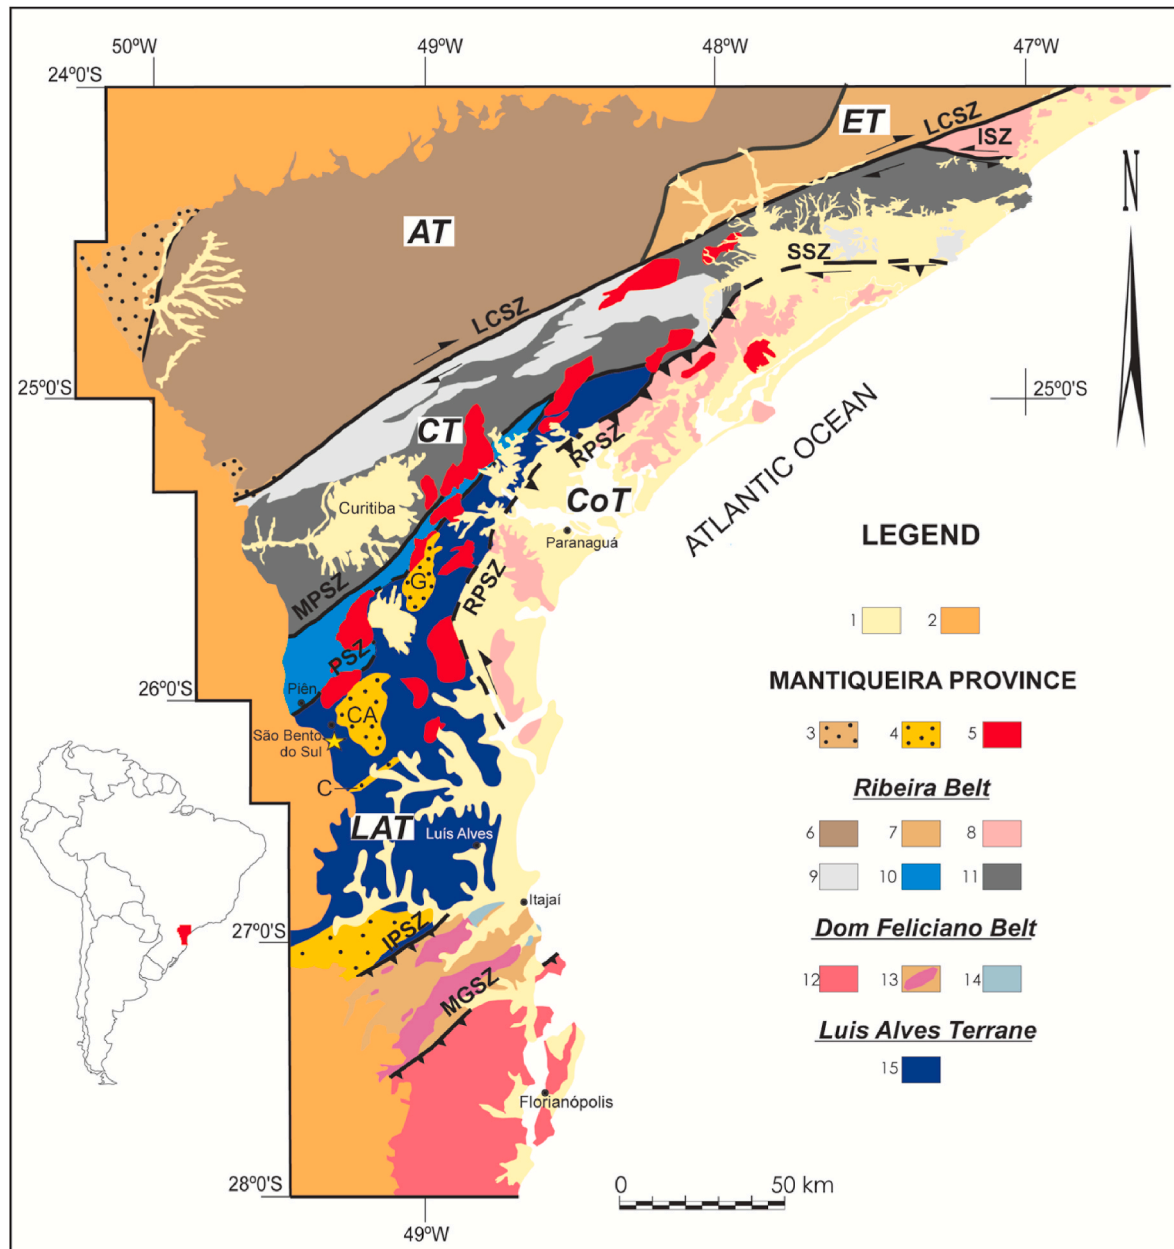 50ºW
49ºW
48ºW
47ºW
24º0'S
ET
LCSZ
ISZ
N
AT
SSZ
LCSZ
25º0'S
25º0'S
CT
RPSZ
ATLANTIC OCEAN
CoT
Curitiba
Paranaguá
LEGEND
G
MPSZ
RPSZ
1
2
PSZ
MANTIQUEIRA PROVINCE
26º0'S
Piên
CA
São Bento
do Sul
3
4
5
C
Ribeira Belt
LAT
Luís Alves
6
7
8
9
10
11
Itajaí
27º0'S
IPSZ
Dom Feliciano Belt
MGSZ
12
13
14
Luis Alves Terrane
15
Florianópolis
28º0'S
0
50 km
49ºW